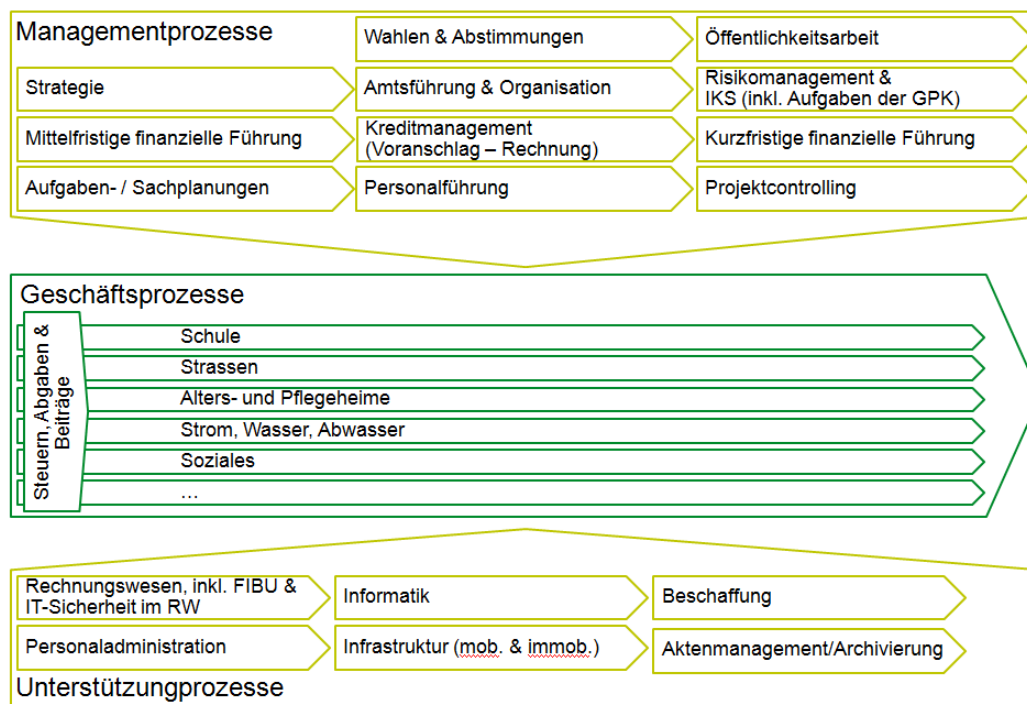 Managementprozesse
Wahlen & Abstimmungen
Öffentlichkeitsarbeit
Strategie
Amtsführung & Organisation
Risikomanagement &
IKS (inkl. Aufgaben der GPK)
Mittelfristige finanzielle Führung
Kreditmanagement
(Voranschlag – Rechnung)
Kurzfristige finanzielle Führung
Aufgaben- / Sachplanungen
Personalführung
Projektcontrolling
Geschäftsprozesse
Steuern, Abgaben &
Beiträge
Schule
Strassen
Alters- und Pflegeheime
Strom, Wasser, Abwasser
Soziales
…
Rechnungswesen, inkl. FIBU &
IT-Sicherheit im RW
Informatik
Beschaffung
Personaladministration
Infrastruktur (mob. & immob.)
Aktenmanagement/Archivierung
Unterstützungprozesse